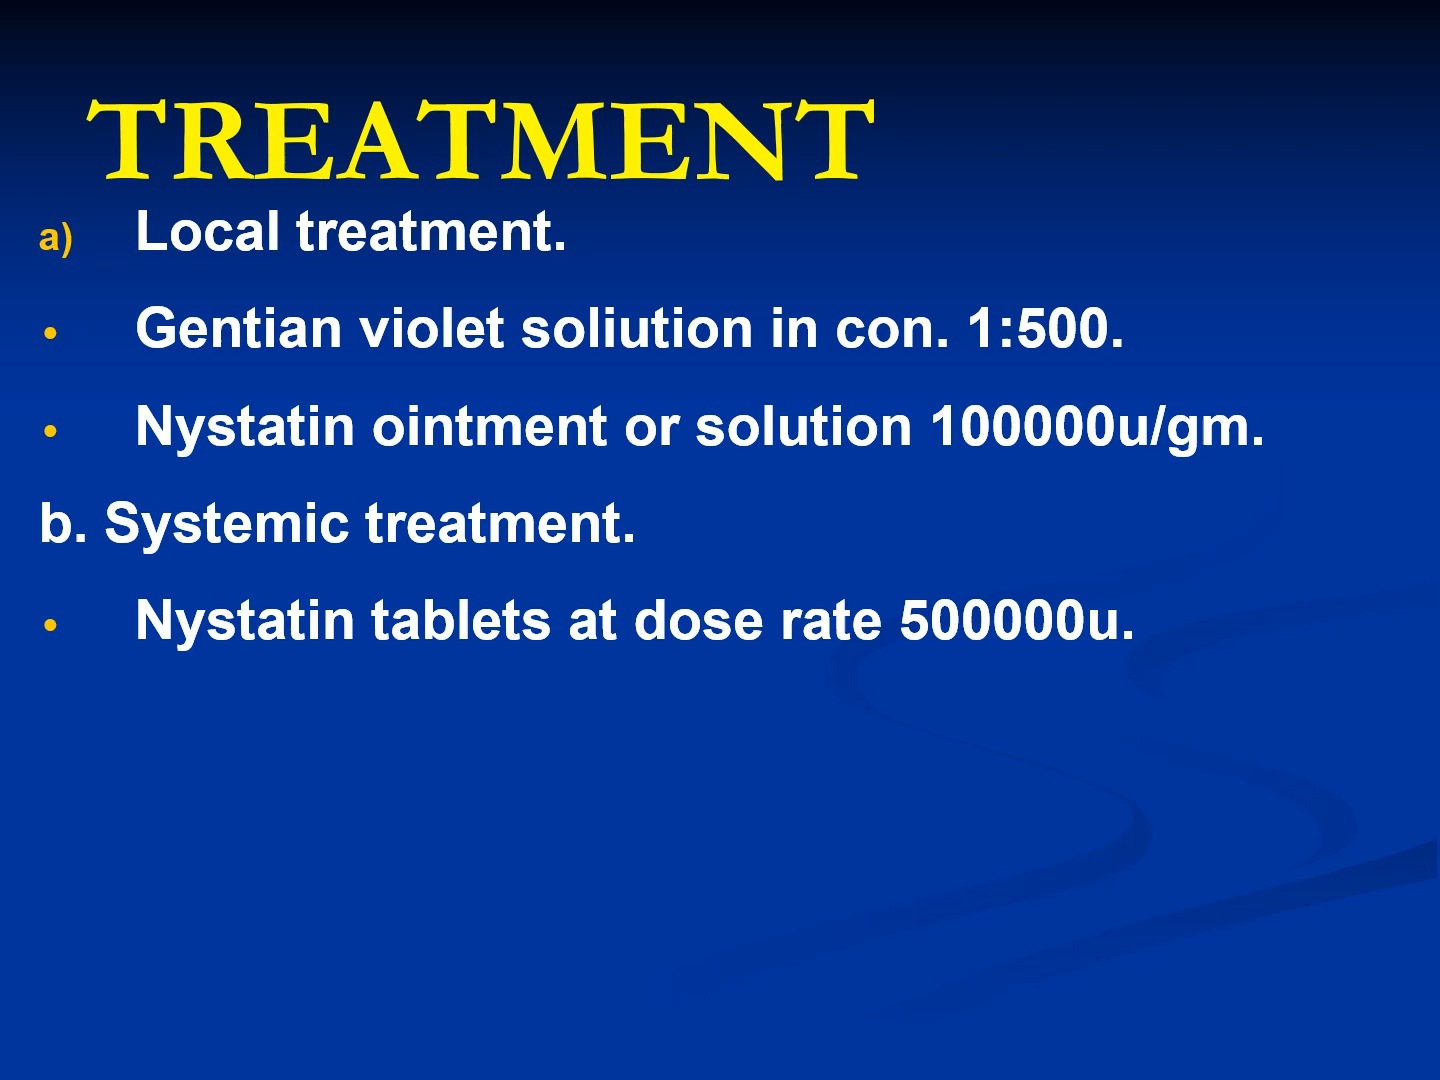 TREATMENT
a) Local treatment.
• Gentian violet soliution in con. 1:500.
• Nystatin ointment or solution 100000u/gm.
b. Systemic treatment.
• Nystatin tablets at dose rate 500000u.